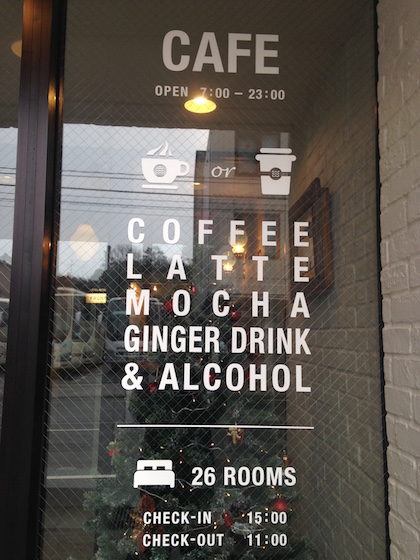 CAFE
OPEN 7:00 – 23:00
or
COFFEE
LATTE
MOCHA
GINGER DRINK
& ALCOHOL
26 ROOMS
CHECK-IN 15:00
CHECK-OUT 11:00